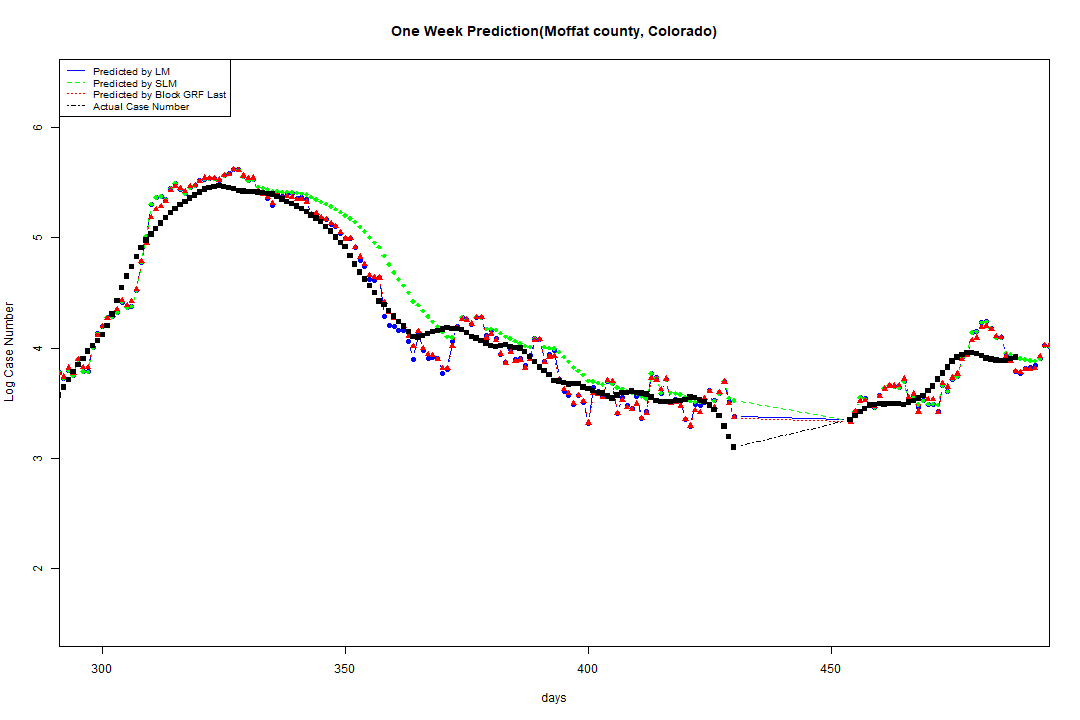 One Week Prediction(Moffat county, Colorado)
Predicted by LM
Predicted by SLM
Predicted by Block GRF Last
Actual Case Number
6
5
4
3
2
Log Case Number
300 350 400 450
days